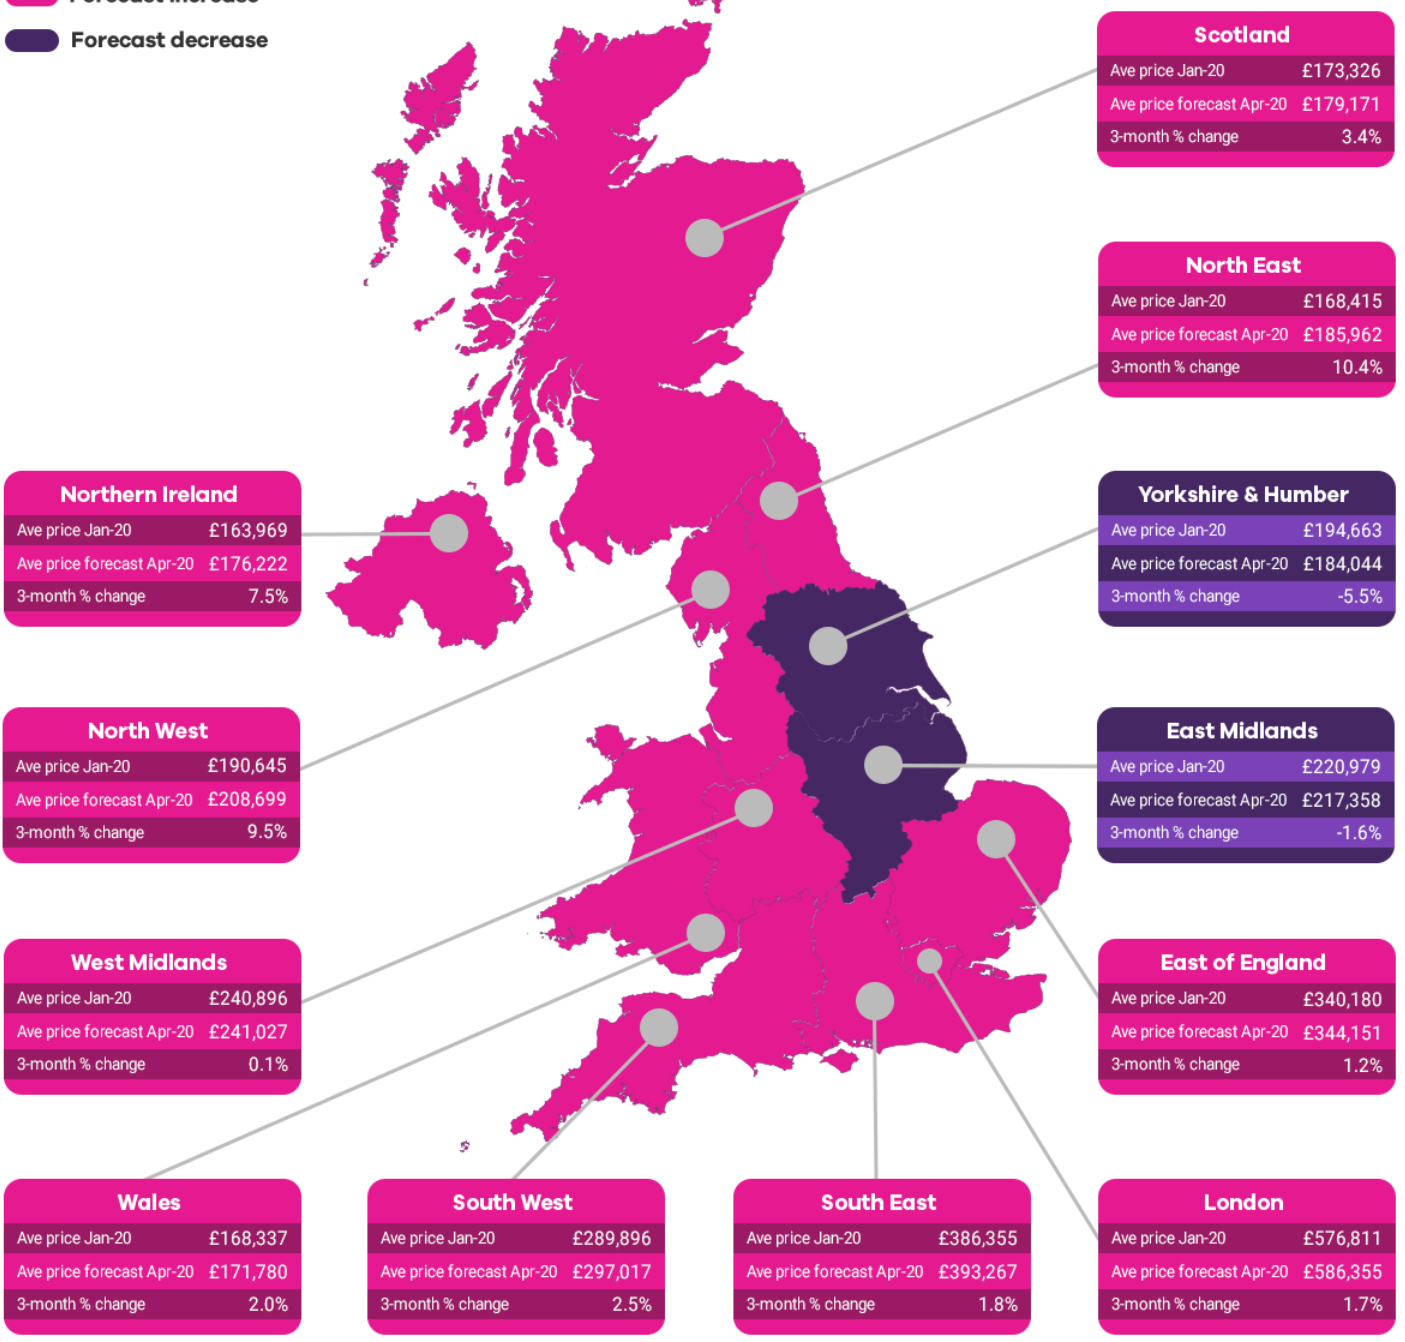 Forecast increase
Forecast decrease
Scotland
Ave price Jan-20 £173,326
Ave price forecast Apr-20 £179,171
3-month % change 3.4%
North East
Ave price Jan-20 £168,415
Ave price forecast Apr-20 £185,962
3-month % change 10.4%
Northern Ireland
Ave price Jan-20 £163,969
Ave price forecast Apr-20 £176,222
3-month % change 7.5%
Yorkshire & Humber
Ave price Jan-20 £194,663
Ave price forecast Apr-20 £184,044
3-month % change -5.5%
North West
Ave price Jan-20 £190,645
Ave price forecast Apr-20 £208,699
3-month % change 9.5%
East Midlands
Ave price Jan-20 £220,979
Ave price forecast Apr-20 £217,358
3-month % change -1.6%
West Midlands
Ave price Jan-20 £240,896
Ave price forecast Apr-20 £241,027
3-month % change 0.1%
East of England
Ave price Jan-20 £340,180
Ave price forecast Apr-20 £344,151
3-month % change 1.2%
Wales
Ave price Jan-20 £168,337
Ave price forecast Apr-20 £171,780
3-month % change 2.0%
South West
Ave price Jan-20 £289,896
Ave price forecast Apr-20 £297,017
3-month % change 2.5%
South East
Ave price Jan-20 £386,355
Ave price forecast Apr-20 £393,267
3-month % change 1.8%
London
Ave price Jan-20 £576,811
Ave price forecast Apr-20 £586,355
3-month % change 1.7%